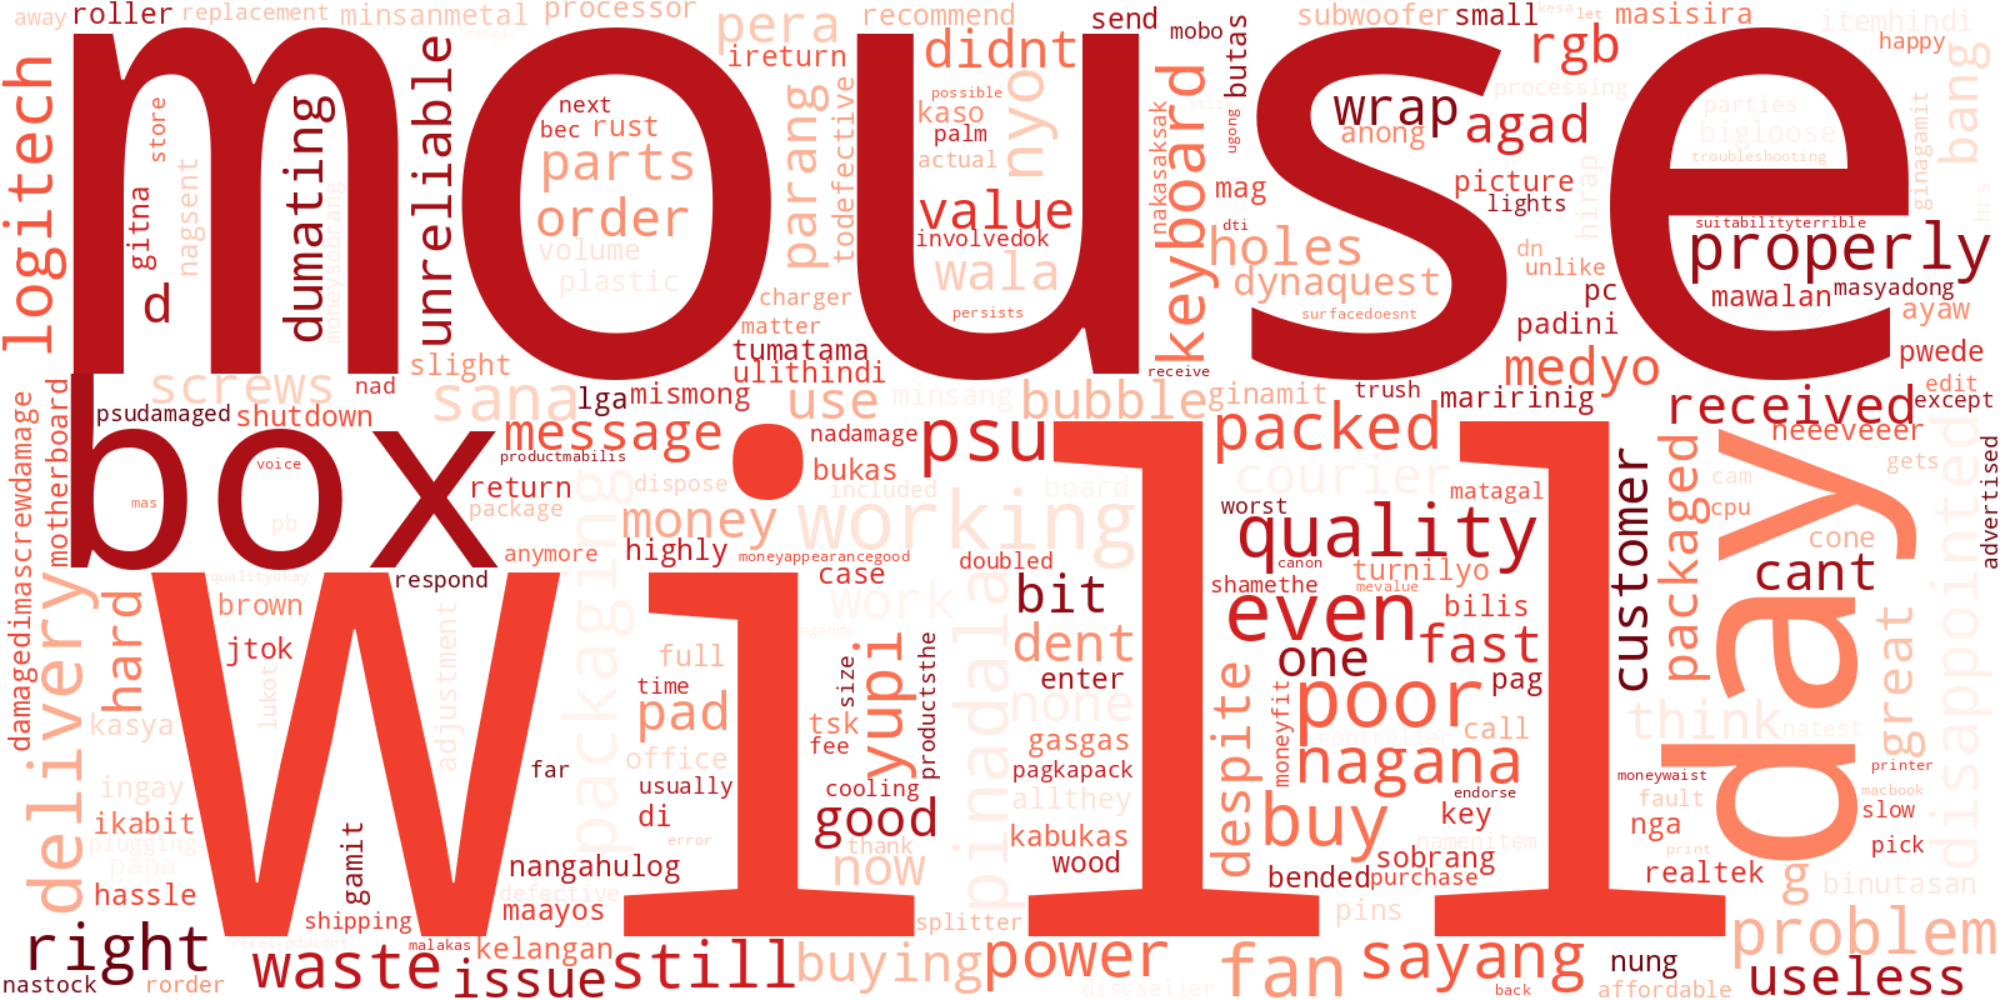 away
roller
replacement
minsanmetal
processor
pera
ireturn
recommend
didnt
send
mobo
butas
subwoofer
small
kesa
let
masisira
rgb
itemhindi
happy
bang
logitech
mouse
store
gitna
nagsent
d
dumating
moneysobrang
unreliable
next
bec
rust
parts
order
volume
plastic
parang
todefective
possible
kaso
palm
actual
nyo
value
involvedok
wala
persists
charger
matter
tumatama
ulithindi
slight
keyboard
nakasaksak
stick
ugong
mag
dti
holes
dynaquest
surfacedoesnt
receive
wrap
anong
agad
processing
picture
lights
hirap
dn
unlike
pc
padini
medyo
parties
bigloose
troubleshooting
ginagamit
hrs
suitabilityterrible
properly
mawalan
masyadong
ayaw
pwede
edit
except
screws
nad
sana
lga
mismong
use
minsang
bubble
ginamit
trush
maririnig
received
neeeveeer
psudamaged
shutdown
motherboard
damagedimascrewdamage
box
voice
mas
pb
message
productmabilis
return
package
anymore
nadamage
bukas
psu
packed
dispose
included
board
courier
worst
matagal
money
working
highly
moneyappearancegood
case
doubled
quality
canon
turnilyo
mevalue
shamethe
customer
packaged
cam
cpu
gets
day
cone
cant
advertised
disappointed
will
qualityokay
respond
brown
jtok
lukot
adjustment
packaging
work
mganda
bit
even
bilis
fast
dent
one
enter
none
poor
pag
call
controller
nagana
despite
moneyfit
full
time
pad
office
usually
di
error
size
yupi
productsthe
tsk
fee
cooling
good
thank
now
pinadala
gasgas
pagkapack
allthey
kabukas
wood
buy
endorse
key
namenitem
sobrang
bended
purchase
pins
delivery
hard
kasya
ingay
ikabit
plugging
papa
hassle
gamit
far
nangahulog
defective
maayos
shipping
splitter
think
natest
great
moneywaist
printer
fault
macbook
slow
nga
pick
print
realtek
g
binutasan
right
receiveddidnt
malakas
kelangan
nastock
rorder
waste
issue
still
buying
power
discseller
fan
sayang
back
nung
affordable
problem
useless